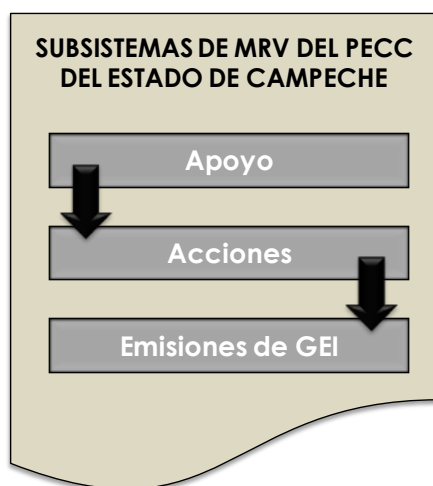 SUBSISTEMAS DE MRV DEL PECC
DEL ESTADO DE CAMPECHE
Apoyo
Acciones
Emisiones de GEI